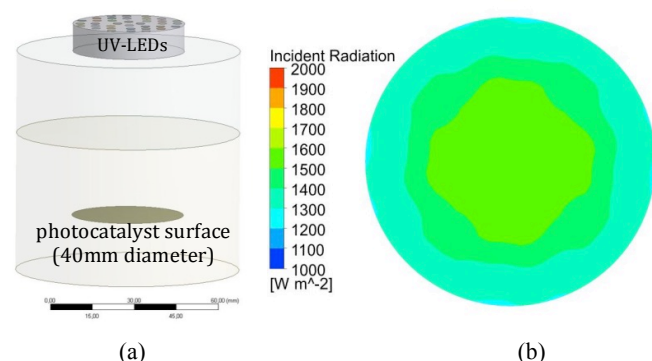 UV-LEDs
photocatalyst surface
(40mm diameter)
0,00
30,00
60,00 (mm)
15,00
45,00
(a)
Incident Radiation
2000
1900
1800
1700
1600
1500
1400
1300
1200
1100
1000
[W m^-2]
(b)